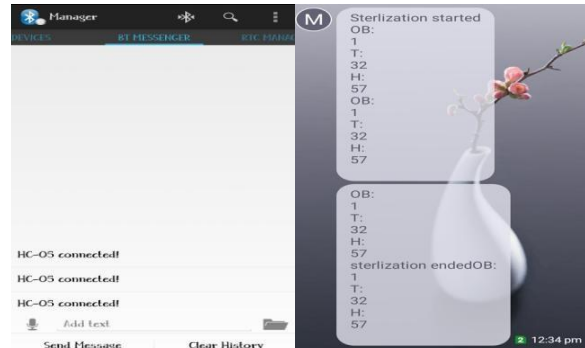 Manager
DEVICES
BT MESSENGER
RTC MANAG
HC-05 connected!
HC-05 connected!
HC-05 connected!
Add text
Send Message
Clear History
M
Sterlization started
OB:
1
T:
32
H:
57
OB:
1
T:
32
H:
57
OB:
1
T:
32
H:
57
sterlization endedOB:
1
T:
32
H:
57
2 12:34 pm